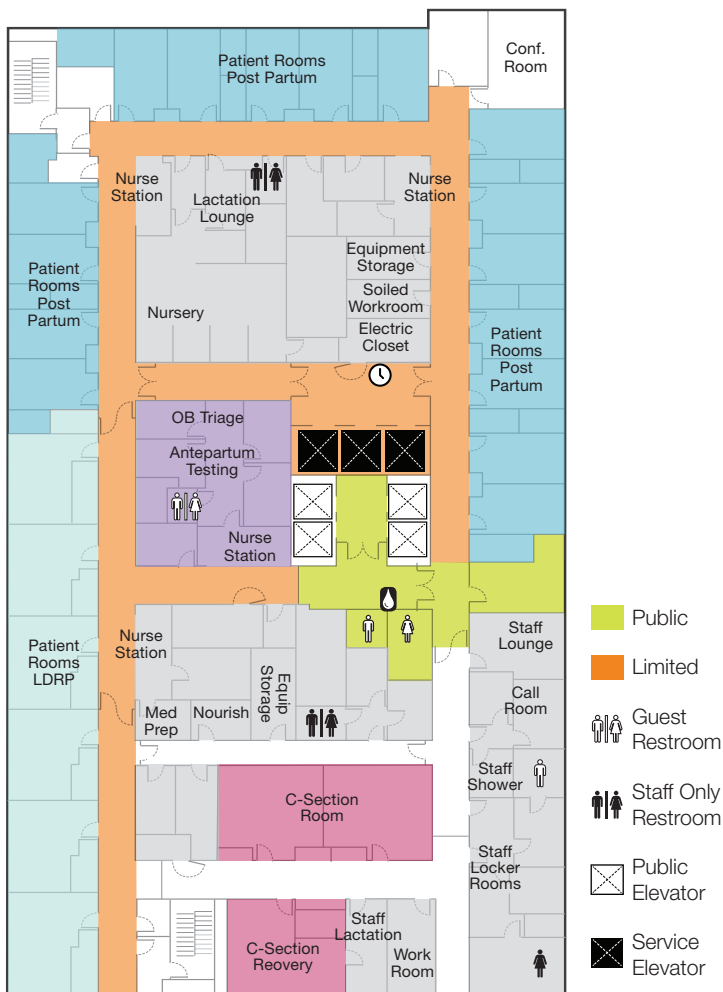 Patient Rooms
Post Partum
Conf.
Room
Nurse
Station
Lactation
Lounge
Nurse
Station
Equipment
Storage
Soiled
Workroom
Electric
Closet
Nursery
Patient
Rooms
Post
Partum
Patient
Rooms
Post
Partum
OB Triage
Antepartum
Testing
Nurse
Station
Patient
Rooms
LDRP
Nurse
Station
Equip
Storage
Med
Prep
Nourish
Staff
Lounge
Call
Room
Staff
Shower
C-Section
Room
Staff
Locker
Rooms
C-Section
Reovery
Staff
Lactation
Work
Room
Public
Limited
Guest
Restroom
Staff Only
Restroom
Public
Elevator
Service
Elevator